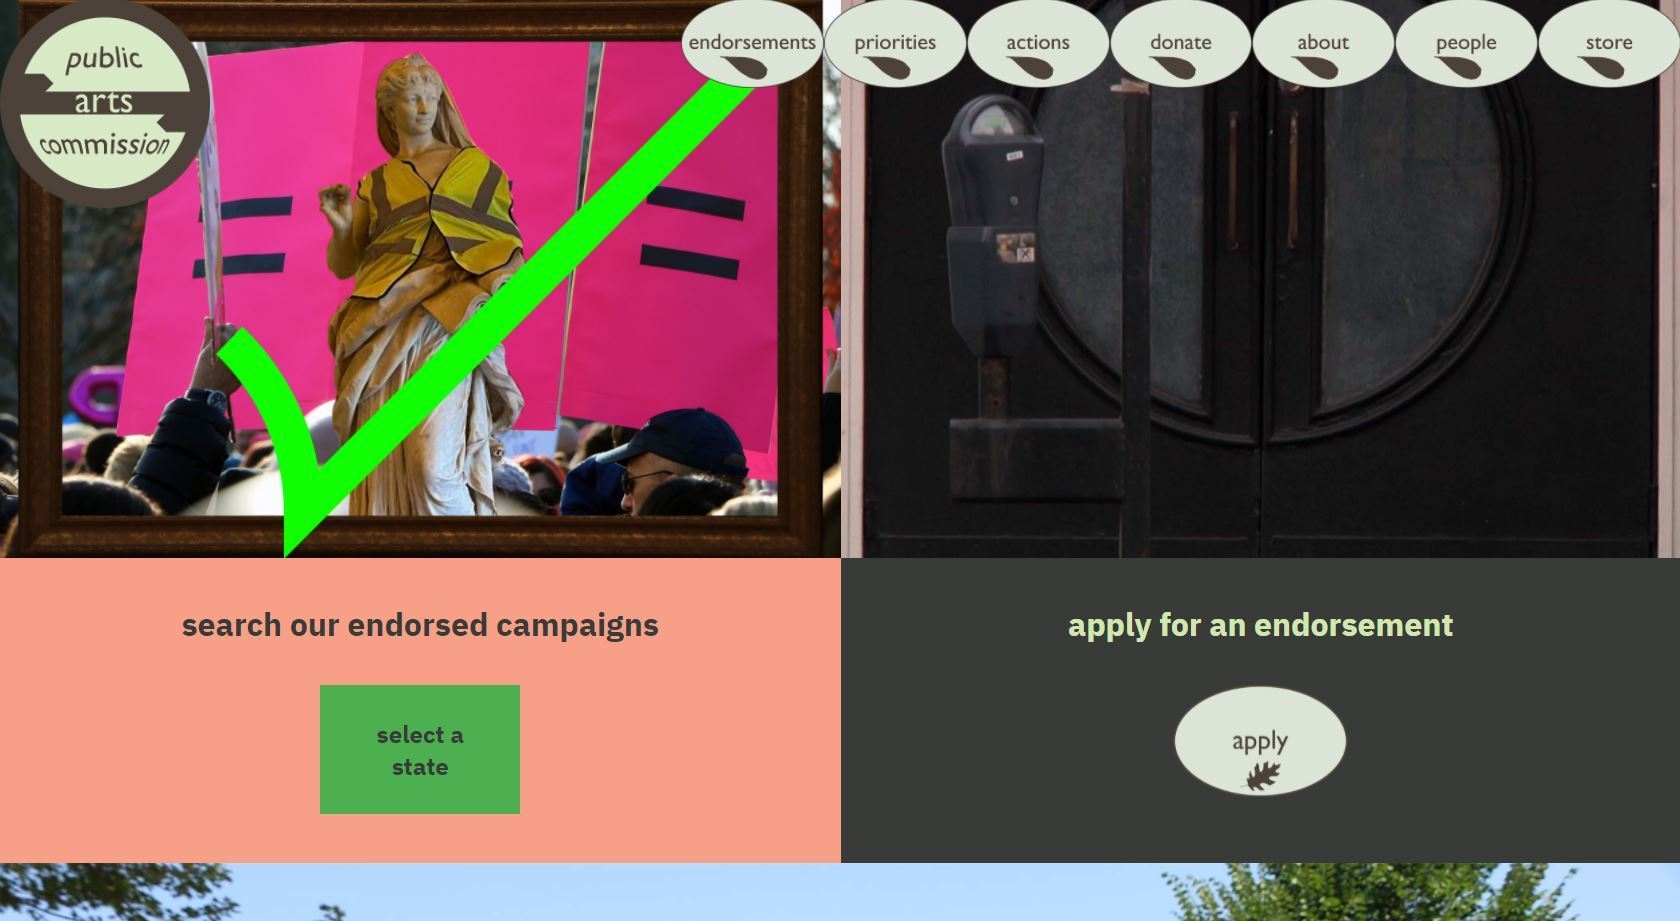 public
arts
commission
endorsements
priorities
actions
donate
about
people
store
search our endorsed campaigns
select a
state
apply for an endorsement
apply